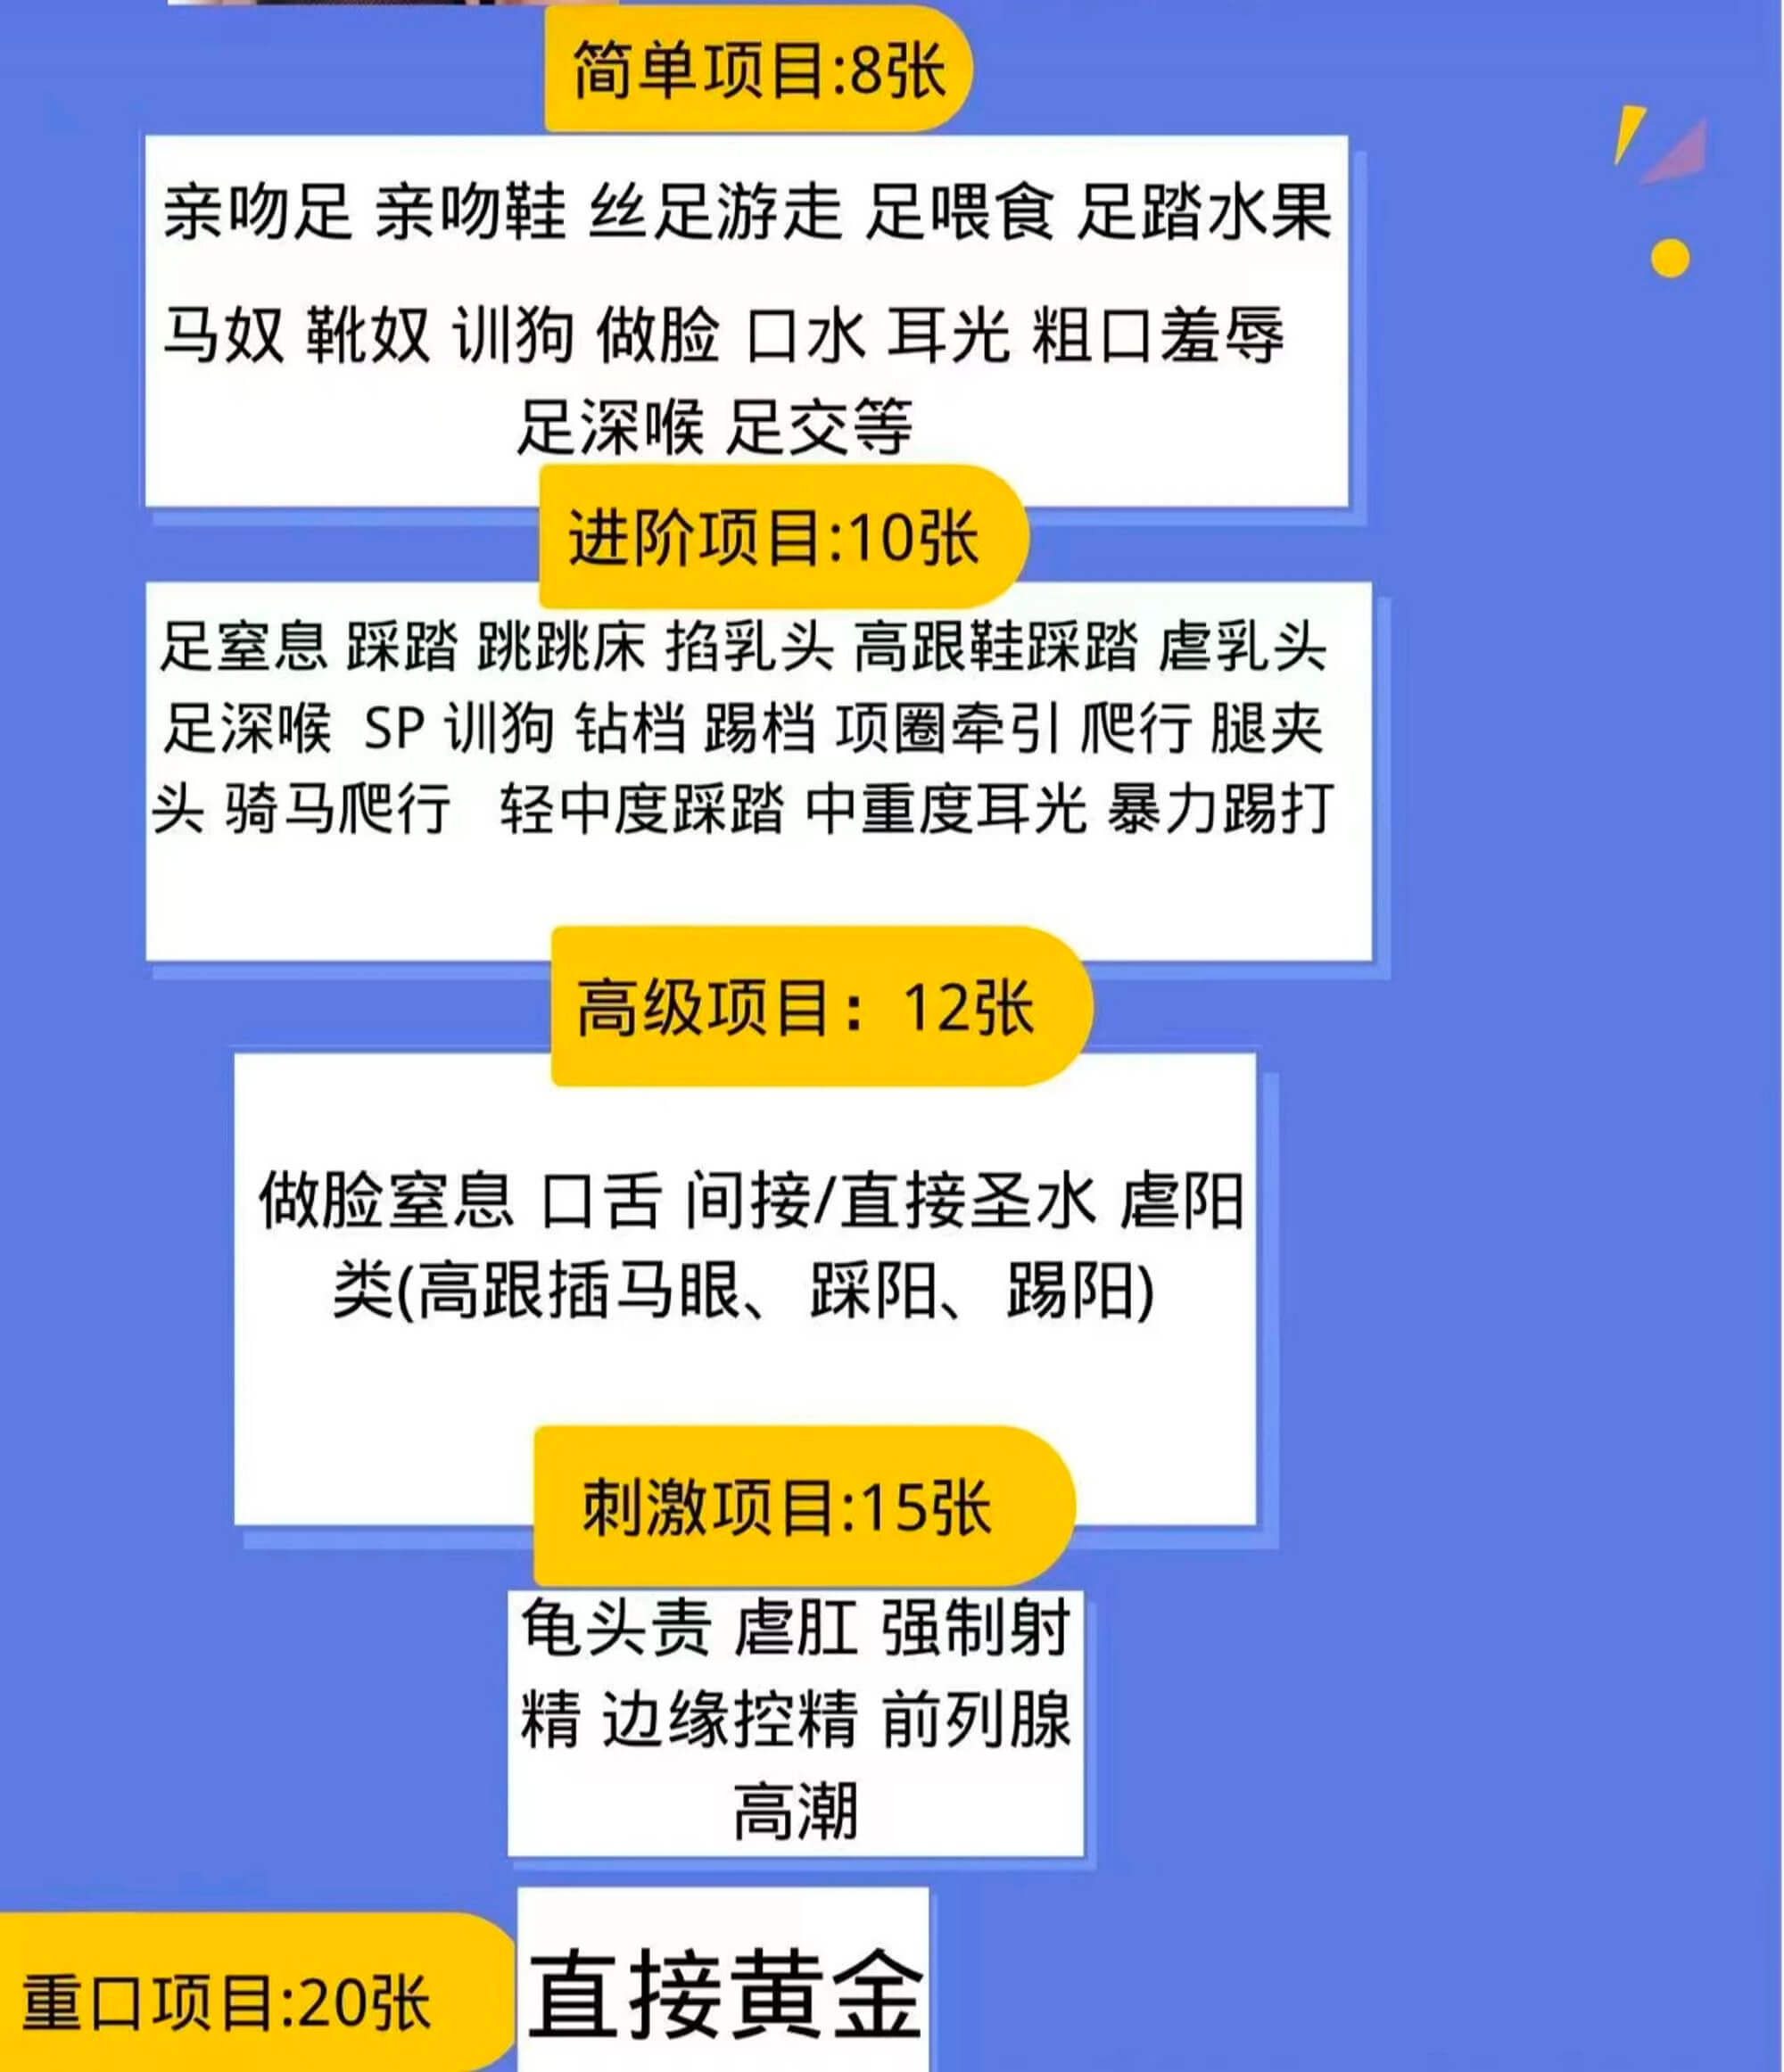 简单项目:8张
亲吻足 亲吻鞋 丝足游走 足喂食 足踏水果
马奴 靴奴 训狗 做脸 口水 耳光 粗口羞辱
足深喉 足交等
进阶项目:10张
足窒息 踩踏 跳跳床 掐乳头 高跟鞋踩踏 虐乳头
足深喉 SP 训狗 钻档 踢档 项圈牵引 爬行 腿夹
头 骑马爬行 轻中度踩踏 中重度耳光 暴力踢打
高级项目：12张
做脸窒息 口舌 间接/直接圣水 虐阳
类(高跟插马眼、踩阳、踢阳)
刺激项目:15张
龟头责 虐肛 强制射
精 边缘控精 前列腺
高潮
重口项目:20张
直接黄金